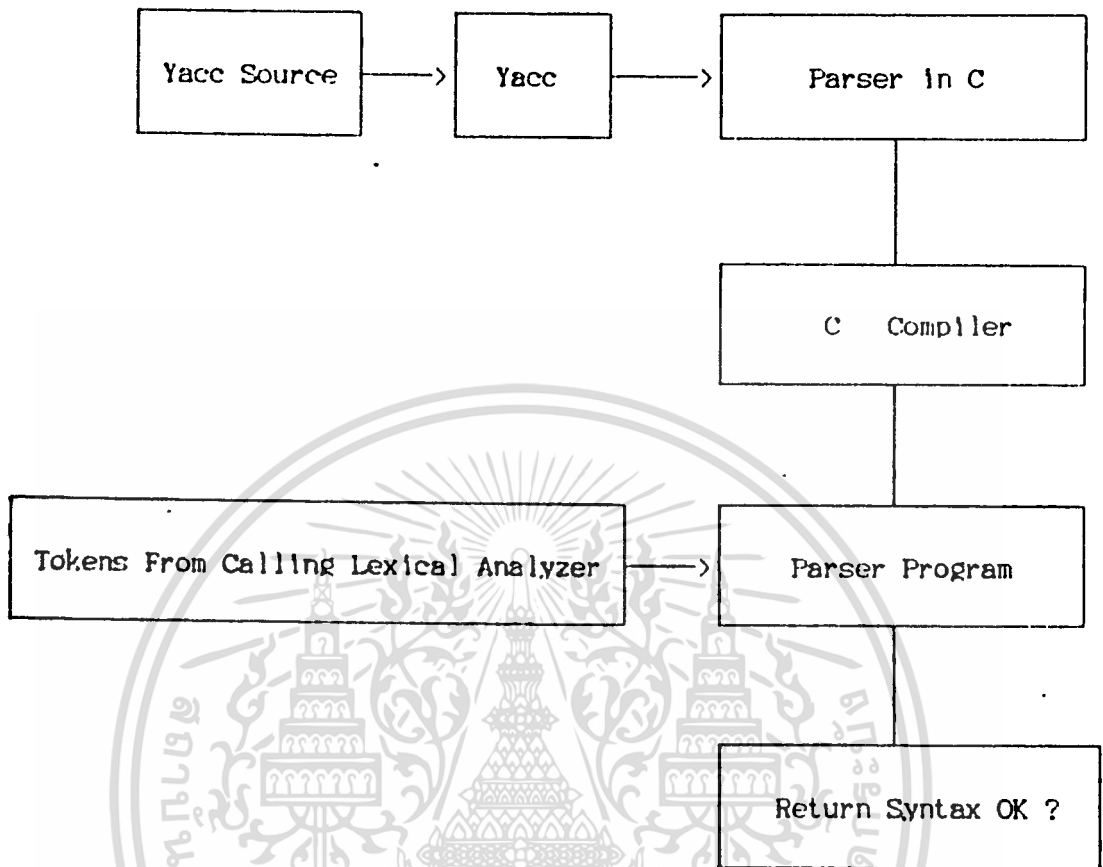 Yacc Source
Yacc
Parser in C
C Compiler
Tokens From Calling Lexical Analyzer
Parser Program
Return Syntax OK ?